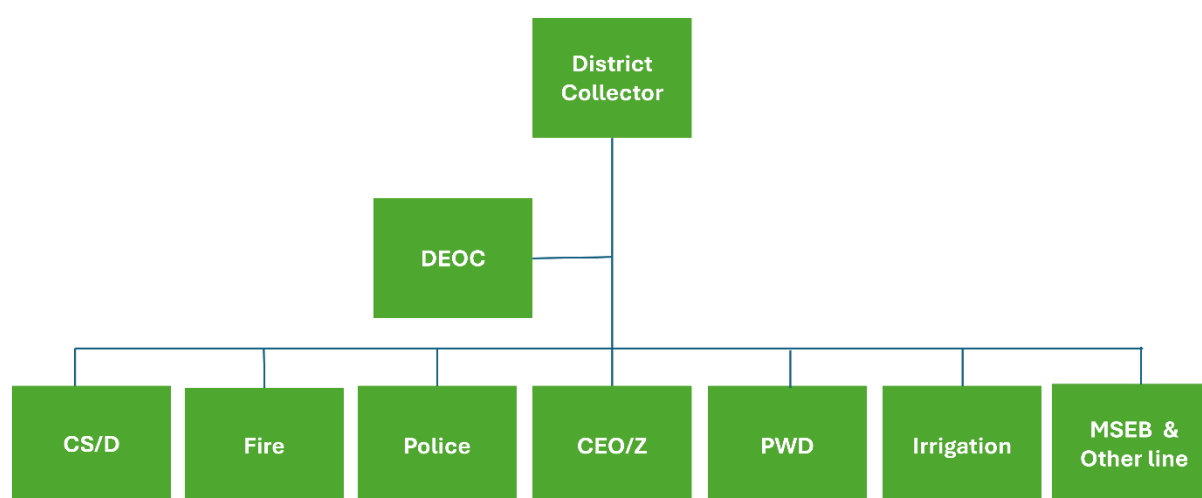 District
Collector
DEOC
CS/D
Fire
Police
CEO/Z
PWD
Irrigation
MSEB & 
Other line